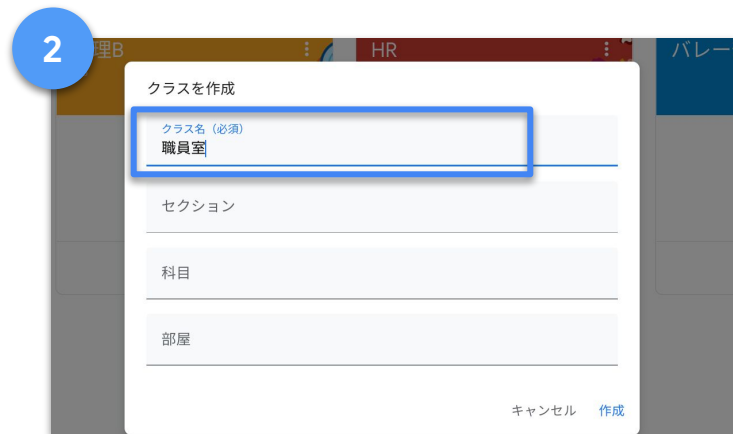 2
理B
HR
バレー
クラスを作成
クラス名（必須）
職員室
セクション
科目
部屋
キャンセル 作成